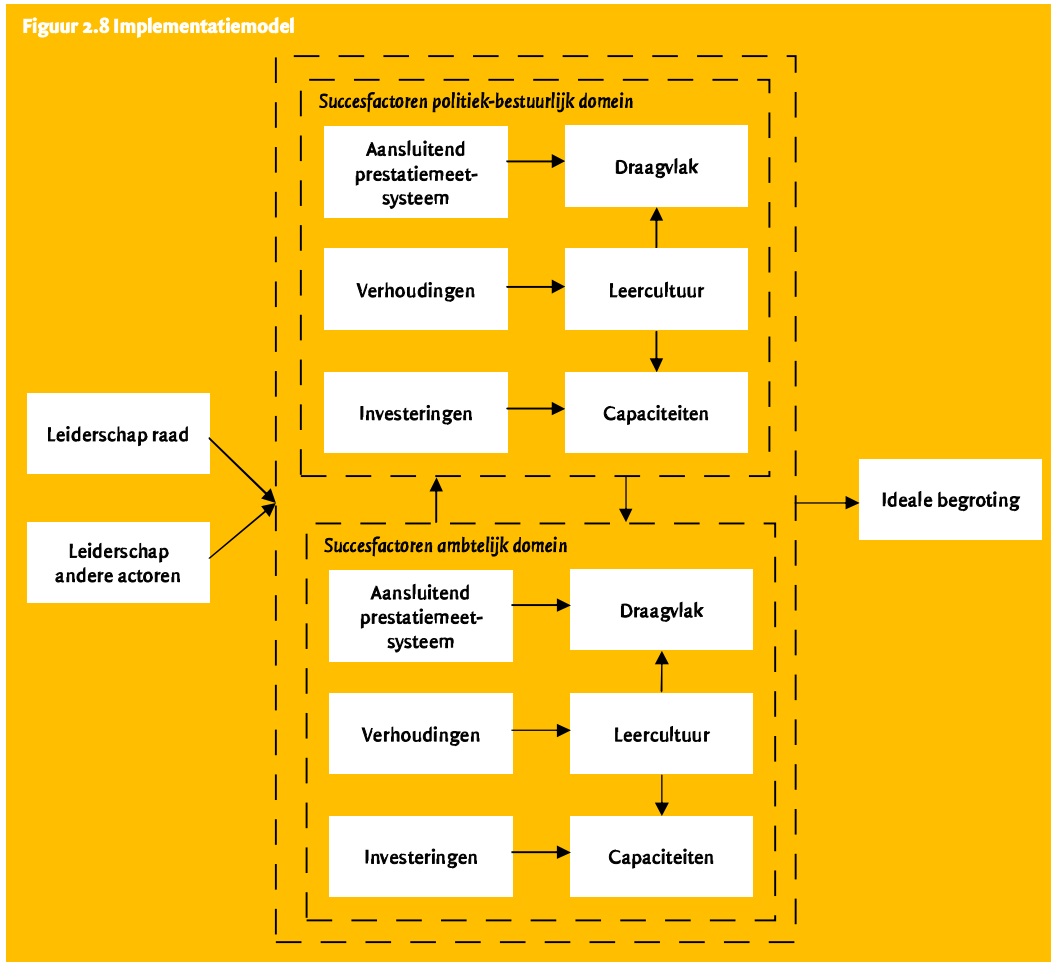 Figuur 2.8 Implementatiemodel
Succesfactoren politiek-bestuurlijk domein
Aansluitend
prestatiemeet-
systeem
Draagvlak
Verhoudingen
Leercultuur
Investeringen
Capaciteiten
Leiderschap raad
Leiderschap
andere actoren
Ideale begroting
Succesfactoren ambtelijk domein
Aansluitend
prestatiemeet-
systeem
Draagvlak
Verhoudingen
Leercultuur
Investeringen
Capaciteiten